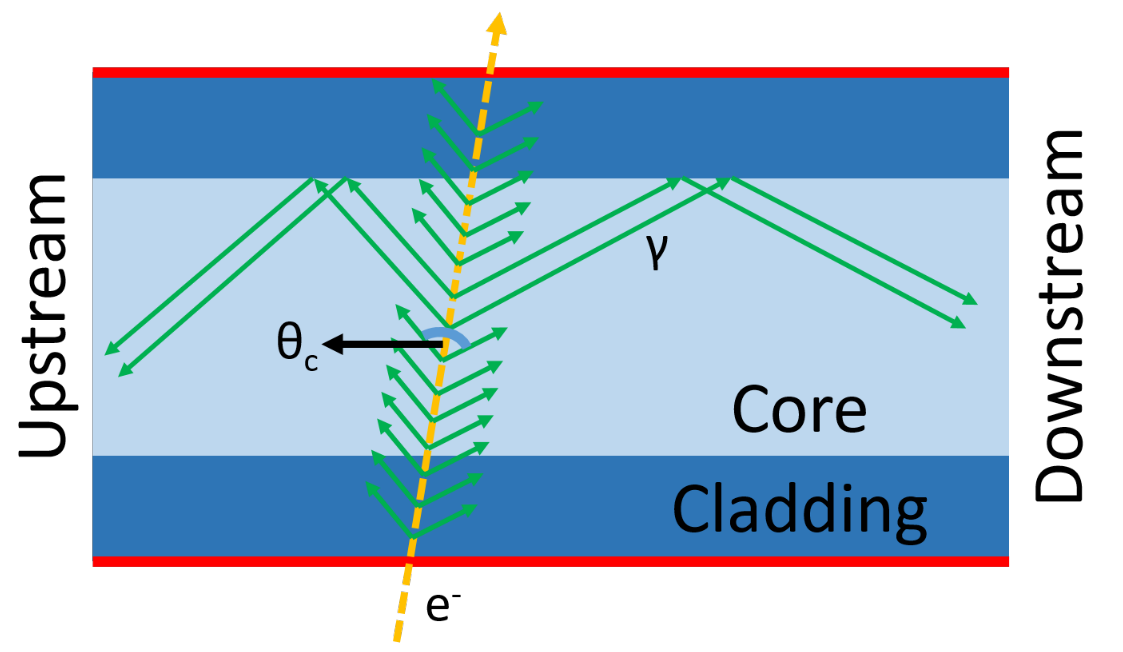 Upstream
θc
γ
Core
Cladding
e-
Downstream